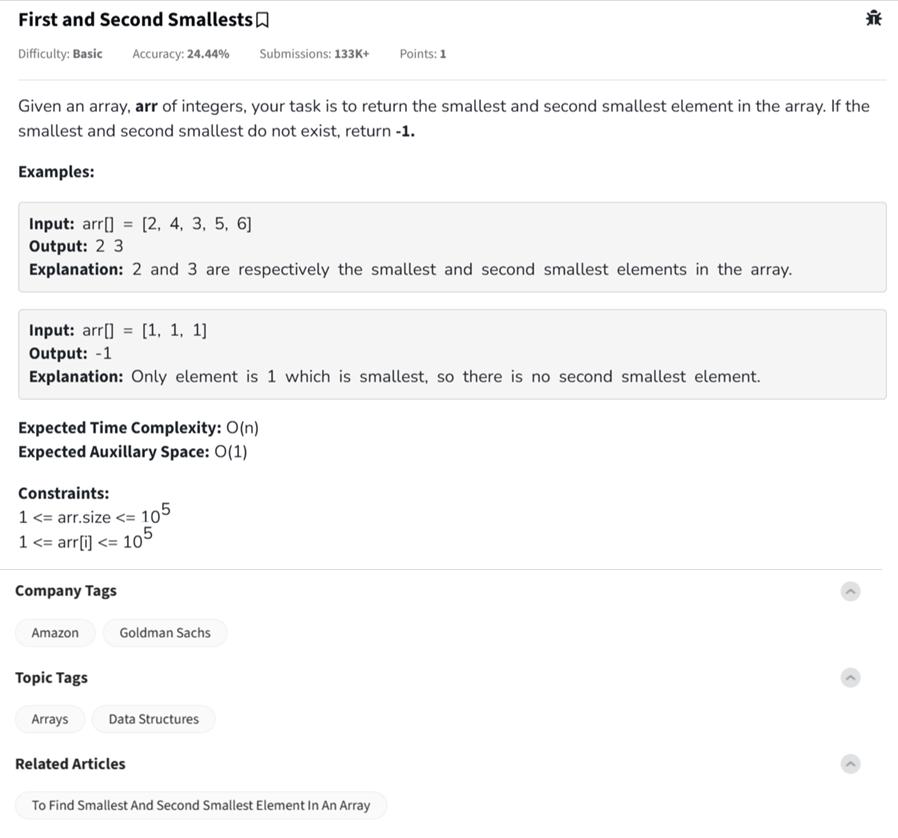 First and Second Smallests
Difficulty: Basic Accuracy: 24.44% Submissions: 133K+ Points: 1
Given an array, arr of integers, your task is to return the smallest and second smallest element in the array. If the
smallest and second smallest do not exist, return -1.
Examples:
Input: arr[] = [2, 4, 3, 5, 6]
Output: 2 3
Explanation: 2 and 3 are respectively the smallest and second smallest elements in the array.
Input: arr[] = [1, 1, 1]
Output: -1
Explanation: Only element is 1 which is smallest, so there is no second smallest element.
Expected Time Complexity: O(n)
Expected Auxillary Space: O(1)
Constraints:
1 <= arr.size <= 10^5
1 <= arr[i] <= 10^5
Company Tags
Amazon Goldman Sachs
Topic Tags
Arrays Data Structures
Related Articles
To Find Smallest And Second Smallest Element In An Array